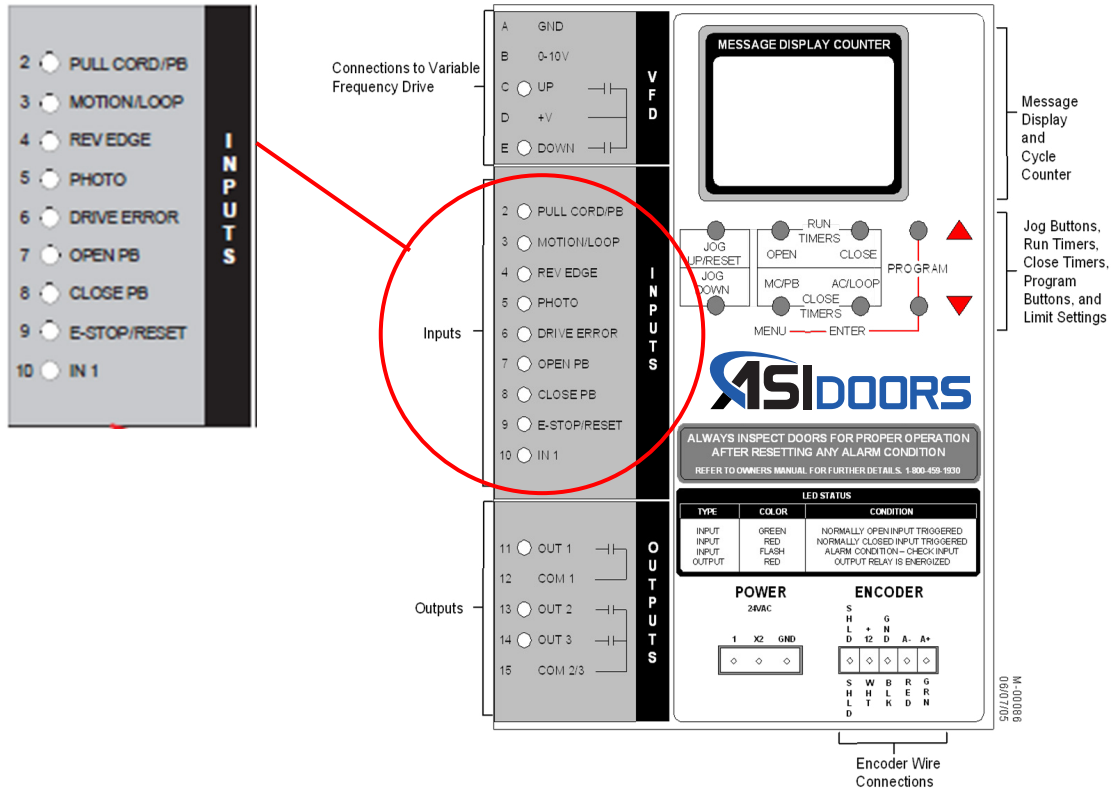 2 PULL CORD/PB
3 MOTION/LOOP
4 REV EDGE
5 PHOTO
6 DRIVE ERROR
7 OPEN PB
8 CLOSE PB
9 E-STOP/RESET
10 IN 1
INPUTS
Connections to Variable
Frequency Drive
A GND
B 0-10V
C UP
D +V
E DOWN
VFD
Inputs
2 PULL CORD/PB
3 MOTION/LOOP
4 REV EDGE
5 PHOTO
6 DRIVE ERROR
7 OPEN PB
8 CLOSE PB
9 E-STOP/RESET
10 IN 1
INPUTS
Outputs
11 OUT 1
12 COM 1
13 OUT 2
14 OUT 3
15 COM 2/3
OUTPUTS
MESSAGE DISPLAY COUNTER
Message
Display
and
Cycle
Counter
JOG
UP/RESET
JOG
DOWN
RUN
TIMERS
OPEN CLOSE
MC/PB AC/LOOP
CLOSE
TIMERS
PROGRAM
MENU ENTER
Jog Buttons,
Run Timers,
Close Timers,
Program
Buttons, and
Limit Settings
ASI DOORS
ALWAYS INSPECT DOORS FOR PROPER OPERATION
AFTER RESETTING ANY ALARM CONDITION
REFER TO OWNERS MANUAL FOR FURTHER DETAILS. 1-800-459-1930
LED STATUS
TYPE COLOR CONDITION
INPUT GREEN NORMALLY OPEN INPUT TRIGGERED
INPUT RED NORMALLY CLOSED INPUT TRIGGERED
INPUT FLASH ALARM CONDITION – CHECK INPUT
OUTPUT RED OUTPUT RELAY IS ENERGIZED
POWER
24VAC
1 X2 GND
ENCODER
SHLD +12 GND A- A+
SHLD WHT BLK RED GRN
M-00086
06/07/05
Encoder Wire
Connections